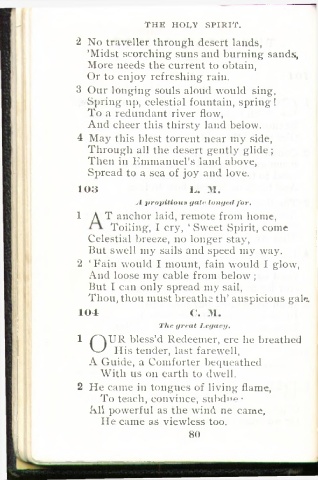 THE HOLY SPIRIT.
2 No traveller through desert lands,
'Midst scorching suns and burning sands,
More needs the current to obtain,
Or to enjoy refreshing rain.
3 Our longing souls aloud would sing,
Spring up, celestial fountain, spring!
To a redundant river flow,
And cheer this thirsty land below.
4 May this blest torrent near my side,
Through all the desert gently glide;
Then in Emmanuel's land above,
Spread to a sea of joy and love.
103 L. M.
A propitious gale longed for.
1 AT anchor laid, remote from home,
Toiling, I cry, 'Sweet Spirit, come
Celestial breeze, no longer stay,
But swell my sails and speed my way.
2 'Fain would I mount, fain would I glow,
And loose my cable from below;
But I can only spread my sail,
Thou, thou must breathe th' auspicious gale.
104 C. M.
The great Legacy.
1 OUR bless'd Redeemer, ere he breathed
His tender, last farewell,
A Guide, a Comforter bequeathed
With us on earth to dwell.
2 He came in tongues of living flame,
To teach, convince, subdue
All powerful as the wind he came,
He came as viewless too.
80